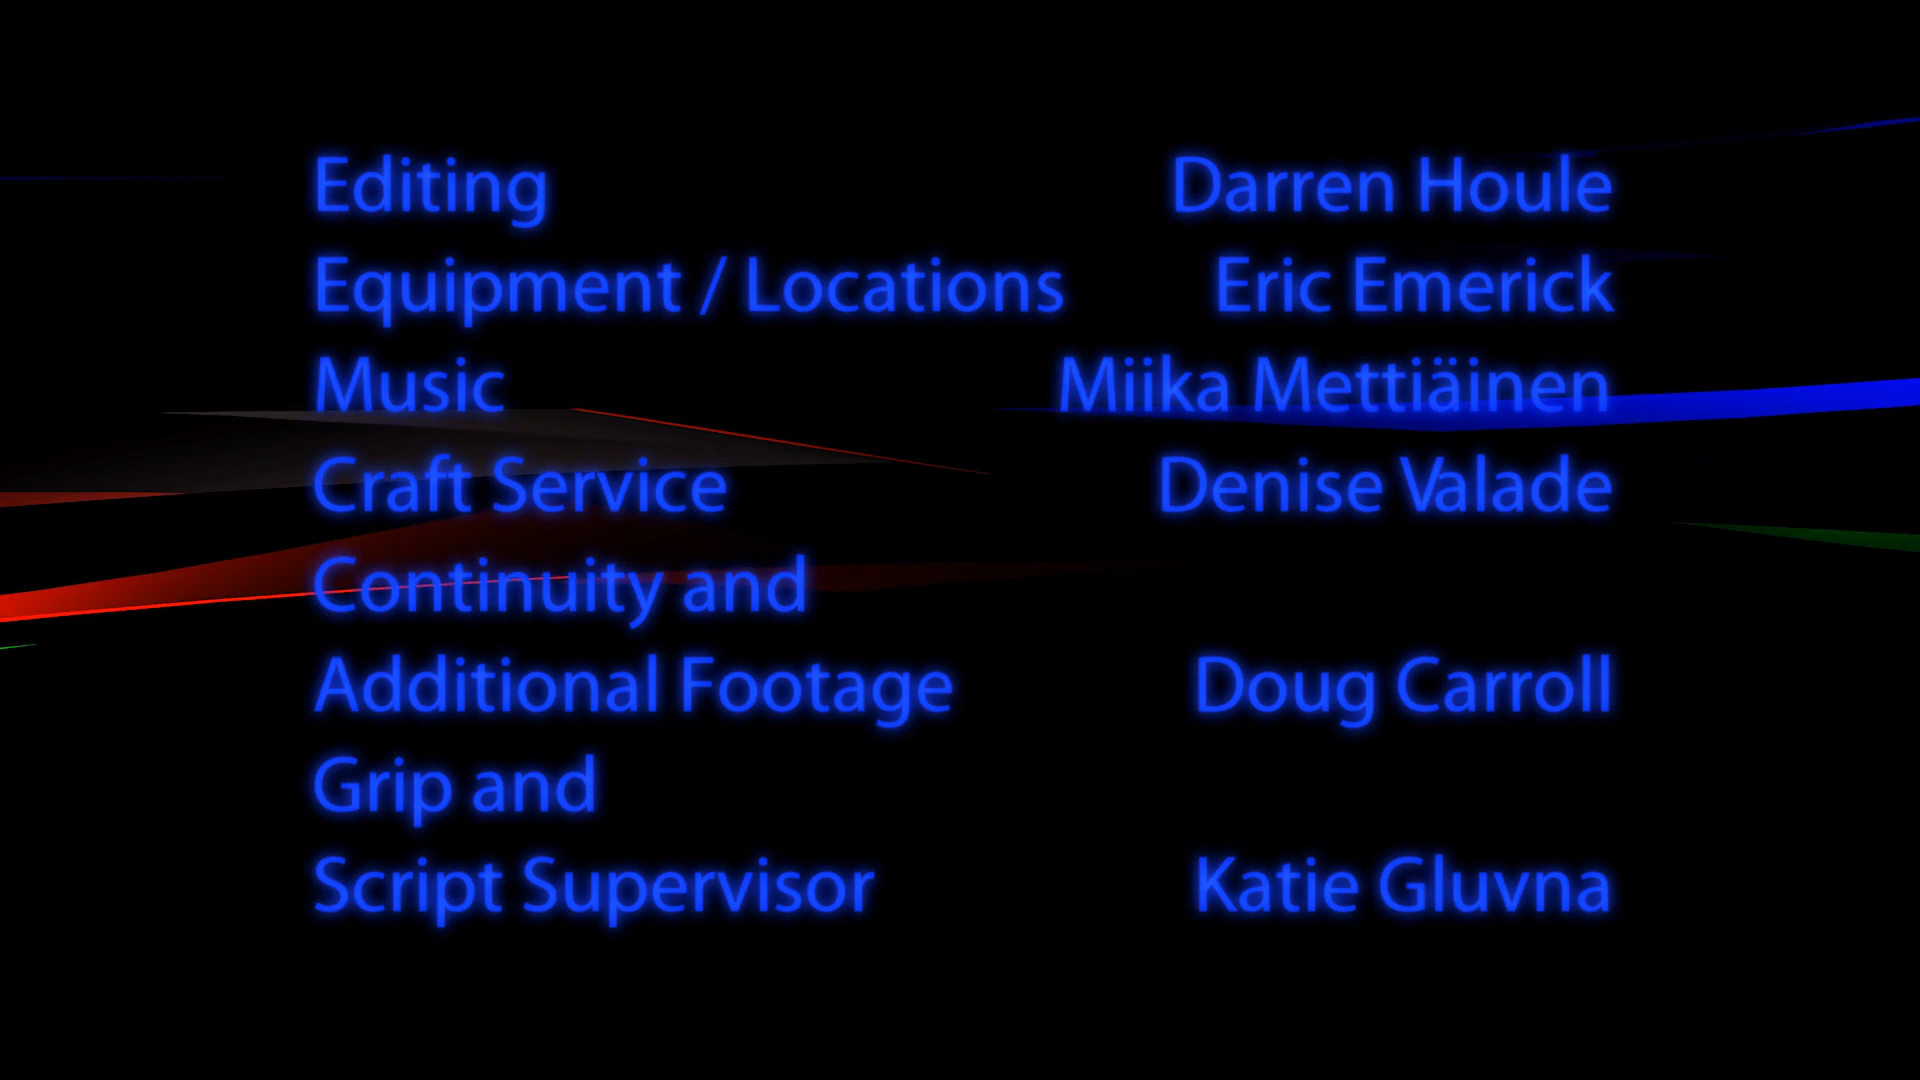 Editing Darren Houle
Equipment / Locations Eric Emerick
Music Miika Mettiäinen
Craft Service Denise Valade
Continuity and
Additional Footage Doug Carroll
Grip and
Script Supervisor Katie Gluvna